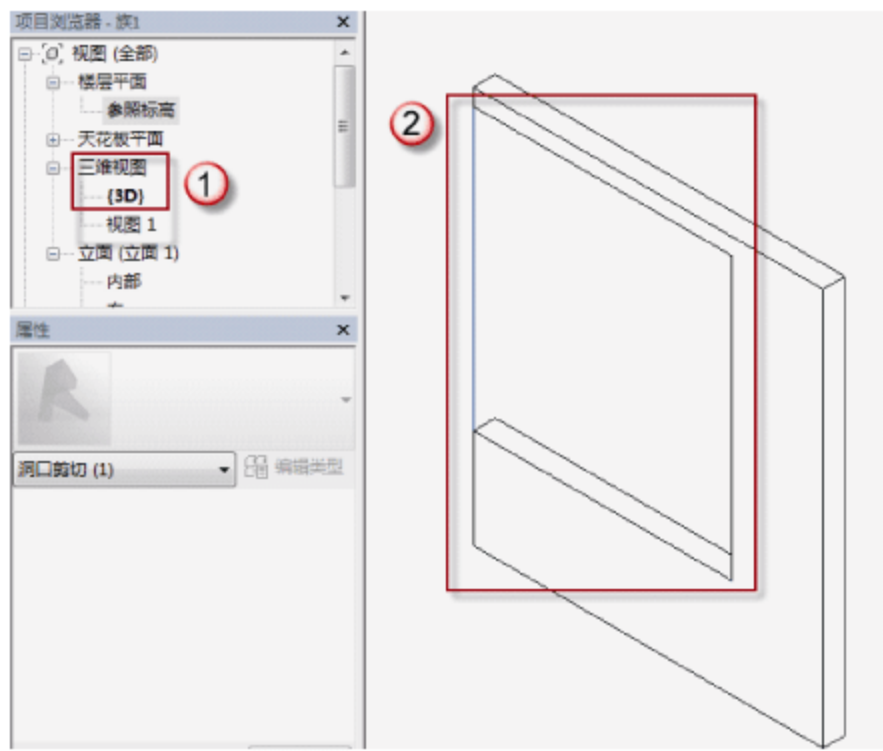 项目浏览器 - 族1
视图 (全部)
楼层平面
参照标高
天花板平面
三维视图
{3D}
视图 1
立面 (立面 1)
内部
1
2
属性
洞口剪切 (1)
编辑类型